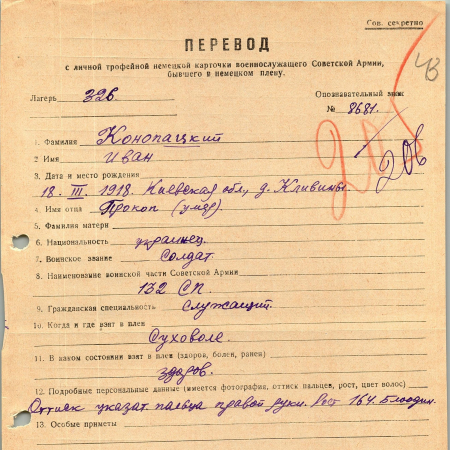 Сов. секретно
ПЕРЕВОД
с личной трофейной немецкой карточки военнослужащего Советской Армии,
бывшего в немецком плену.
Лагерь 326
Опознавательный знак
№ 8681.
1. Фамилия Конопацкий
2 Имя Иван
3. Дата и место рождения
18. III. 1918. Киевская обл., д. Кливины
4. Имя отца Прокоп (умер).
5. Фамилия матери
6. Национальность украинец.
7. Воинское звание Солдат.
8. Наименование воинской части Советской Армии
132 СП.
9. Гражданская специальность Служащий.
10. Когда и где взят в плен
Суховоле.
11. В каком состоянии взят в плен (здоров, болен, ранен)
здоров.
12. Подробные персональные данные (имеется фотография, оттиск пальцев, рост, цвет волос)
Оттиск указат. пальца правой руки. Рост 164. Блондин.
13. Особые приметы